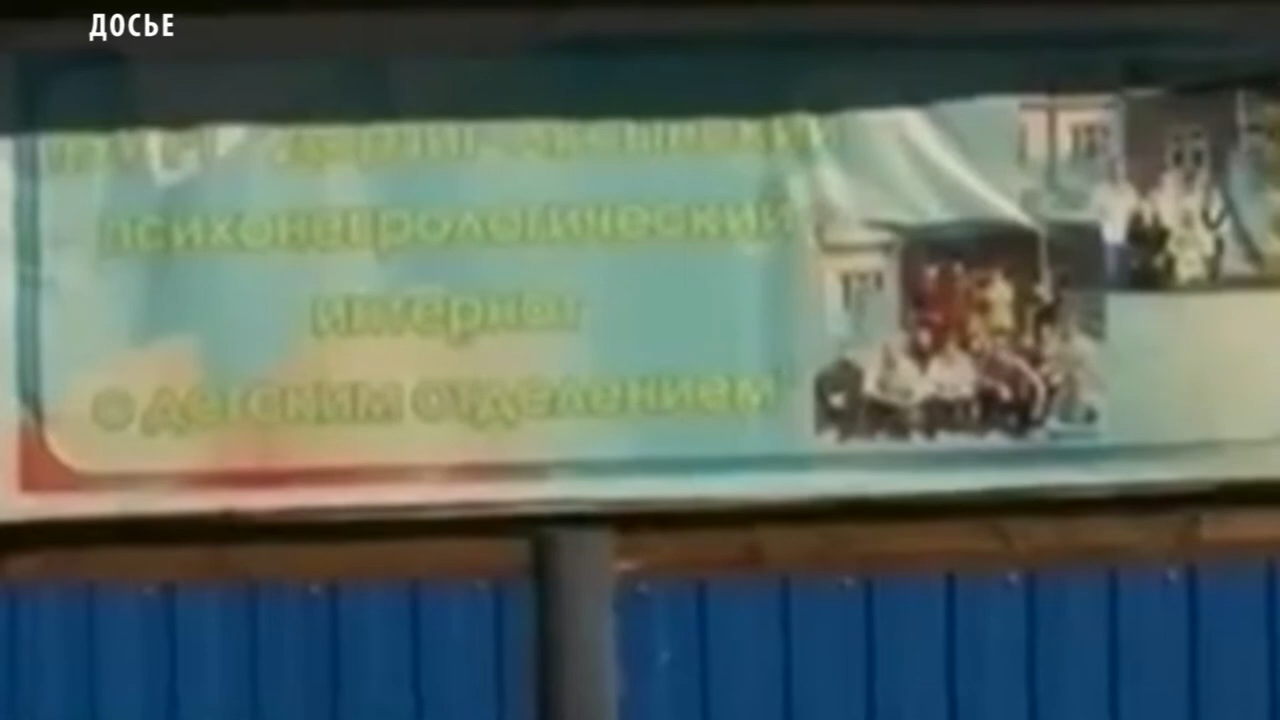 ДОСЬЕ
психоневрологический
интернат
с детским отделением